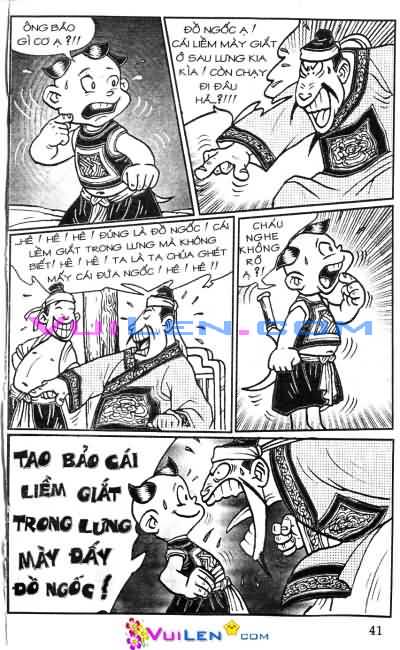 ÔNG BẢO
GÌ CƠ Ạ?!!
ĐỒ NGỐC Ạ!
CÁI LIỀM MÀY GIẮT
Ở SAU LƯNG KIA
KÌA! CÒN CHẠY
ĐI ĐÂU
HẢ..?!!!
..HÊ! HÊ! HÊ! ĐÚNG LÀ ĐỒ NGỐC! CÁI
LIỀM GIẮT TRONG LƯNG MÀ KHÔNG
BIẾT! HÊ! HÊ! TA LÀ TA CHÚA GHÉT
MẤY CÁI ĐỨA NGỐC! HÊ! HÊ!!
CHÁU
NGHE
KHÔNG
RÕ
Ạ?!
VUILEN.COM
TAO BẢO CÁI
LIỀM GIẮT
TRONG LƯNG
MÀY ĐẤY
ĐỒ NGỐC!
41
VUILEN.COM